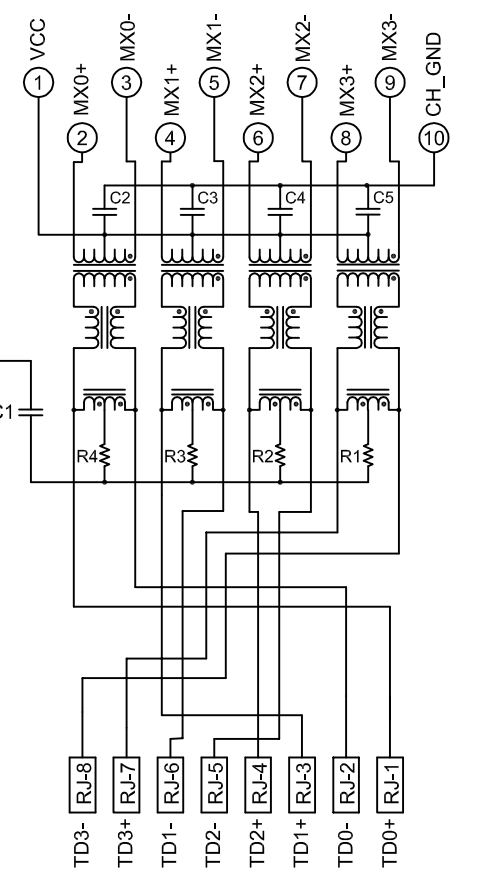 VCC
MX0+
MX0-
MX1+
MX1-
MX2+
MX2-
MX3+
MX3-
CH_GND
1
2
3
4
5
6
7
8
9
10
C2
C3
C4
C5
C1
R4
R3
R2
R1
RJ-8
RJ-7
RJ-6
RJ-5
RJ-4
RJ-3
RJ-2
RJ-1
TD3-
TD3+
TD1-
TD2-
TD2+
TD1+
TD0-
TD0+